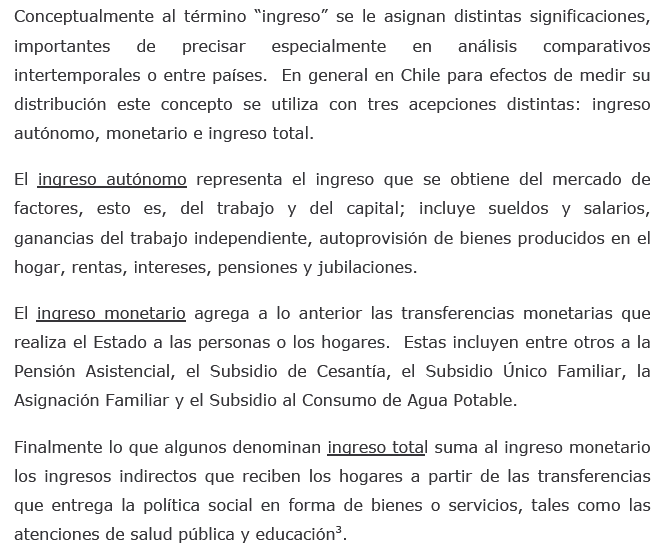 Conceptualmente al término “ingreso” se le asignan distintas significaciones,
importantes de precisar especialmente en análisis comparativos
intertemporales o entre países. En general en Chile para efectos de medir su
distribución este concepto se utiliza con tres acepciones distintas: ingreso
autónomo, monetario e ingreso total.
El ingreso autónomo representa el ingreso que se obtiene del mercado de
factores, esto es, del trabajo y del capital; incluye sueldos y salarios,
ganancias del trabajo independiente, autoprovisión de bienes producidos en el
hogar, rentas, intereses, pensiones y jubilaciones.
El ingreso monetario agrega a lo anterior las transferencias monetarias que
realiza el Estado a las personas o los hogares. Estas incluyen entre otros a la
Pensión Asistencial, el Subsidio de Cesantía, el Subsidio Único Familiar, la
Asignación Familiar y el Subsidio al Consumo de Agua Potable.
Finalmente lo que algunos denominan ingreso total suma al ingreso monetario
los ingresos indirectos que reciben los hogares a partir de las transferencias
que entrega la política social en forma de bienes o servicios, tales como las
atenciones de salud pública y educación³.